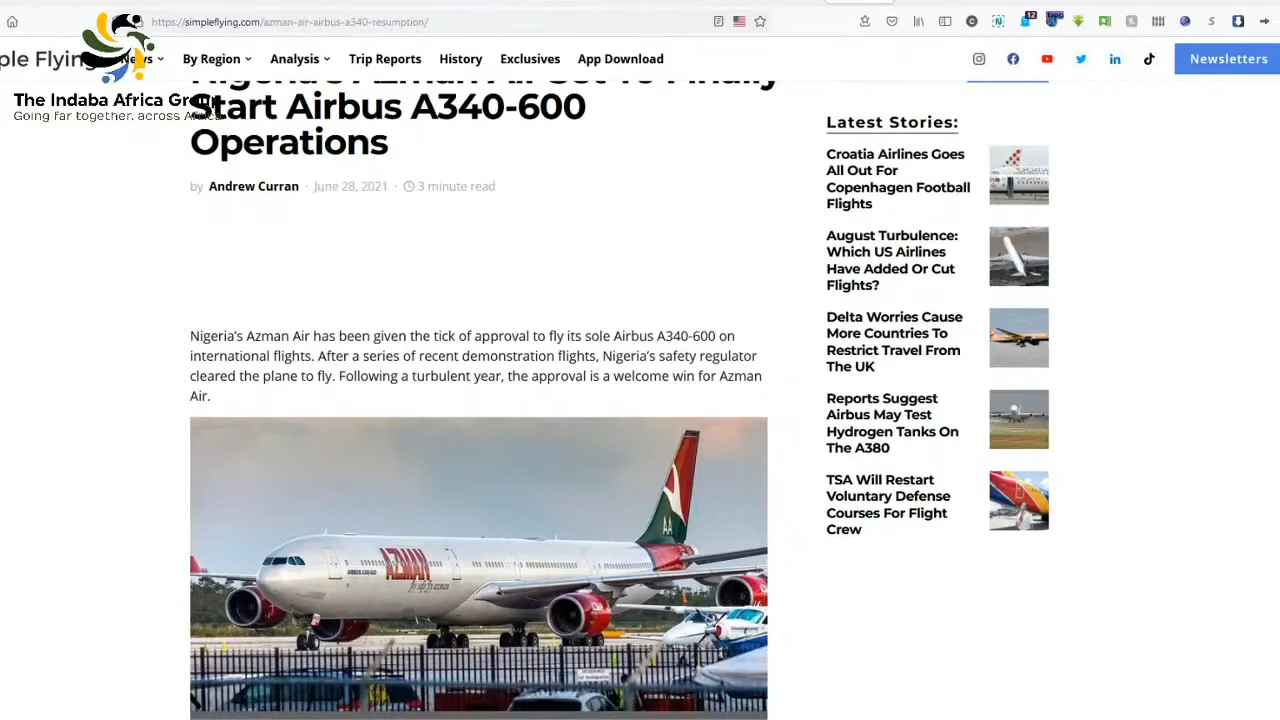 https://simpleflying.com/azman-air-airbus-a340-resumption/
12
ple Flying
News
By Region
Analysis
Trip Reports
History
Exclusives
App Download
Newsletters
The Indaba Africa Group
Going far together. across Africa
Nigeria's Azman Air Set To Finally
Start Airbus A340-600
Operations
by Andrew Curran · June 28, 2021 · 3 minute read
Nigeria's Azman Air has been given the tick of approval to fly its sole Airbus A340-600 on
international flights. After a series of recent demonstration flights, Nigeria's safety regulator
cleared the plane to fly. Following a turbulent year, the approval is a welcome win for Azman
Air.
AA
AZMAN
Latest Stories:
Croatia Airlines Goes
All Out For
Copenhagen Football
Flights
August Turbulence:
Which US Airlines
Have Added Or Cut
Flights?
Delta Worries Cause
More Countries To
Restrict Travel From
The UK
Reports Suggest
Airbus May Test
Hydrogen Tanks On
The A380
TSA Will Restart
Voluntary Defense
Courses For Flight
Crew